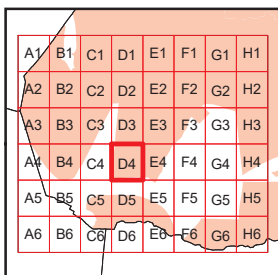 A1 B1 C1 D1 E1 F1 G1 H1
A2 B2 C2 D2 E2 F2 G2 H2
A3 B3 C3 D3 E3 F3 G3 H3
A4 B4 C4 D4 E4 F4 G4 H4
A5 B5 C5 D5 E5 F5 G5 H5
A6 B6 C6 D6 E6 F6 G6 H6